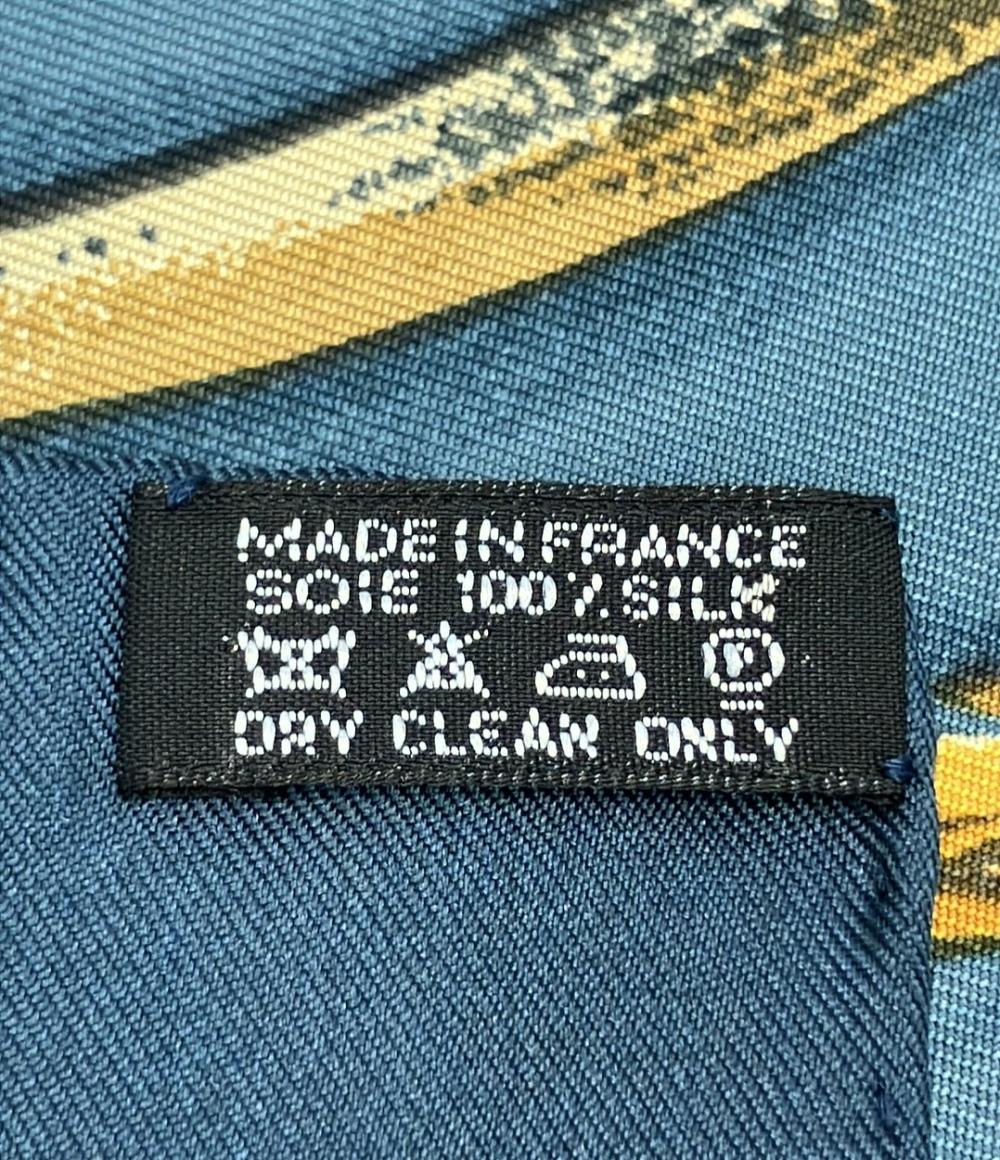 MADE IN FRANCE
SOIE 100% SILK
P
DRY CLEAN ONLY